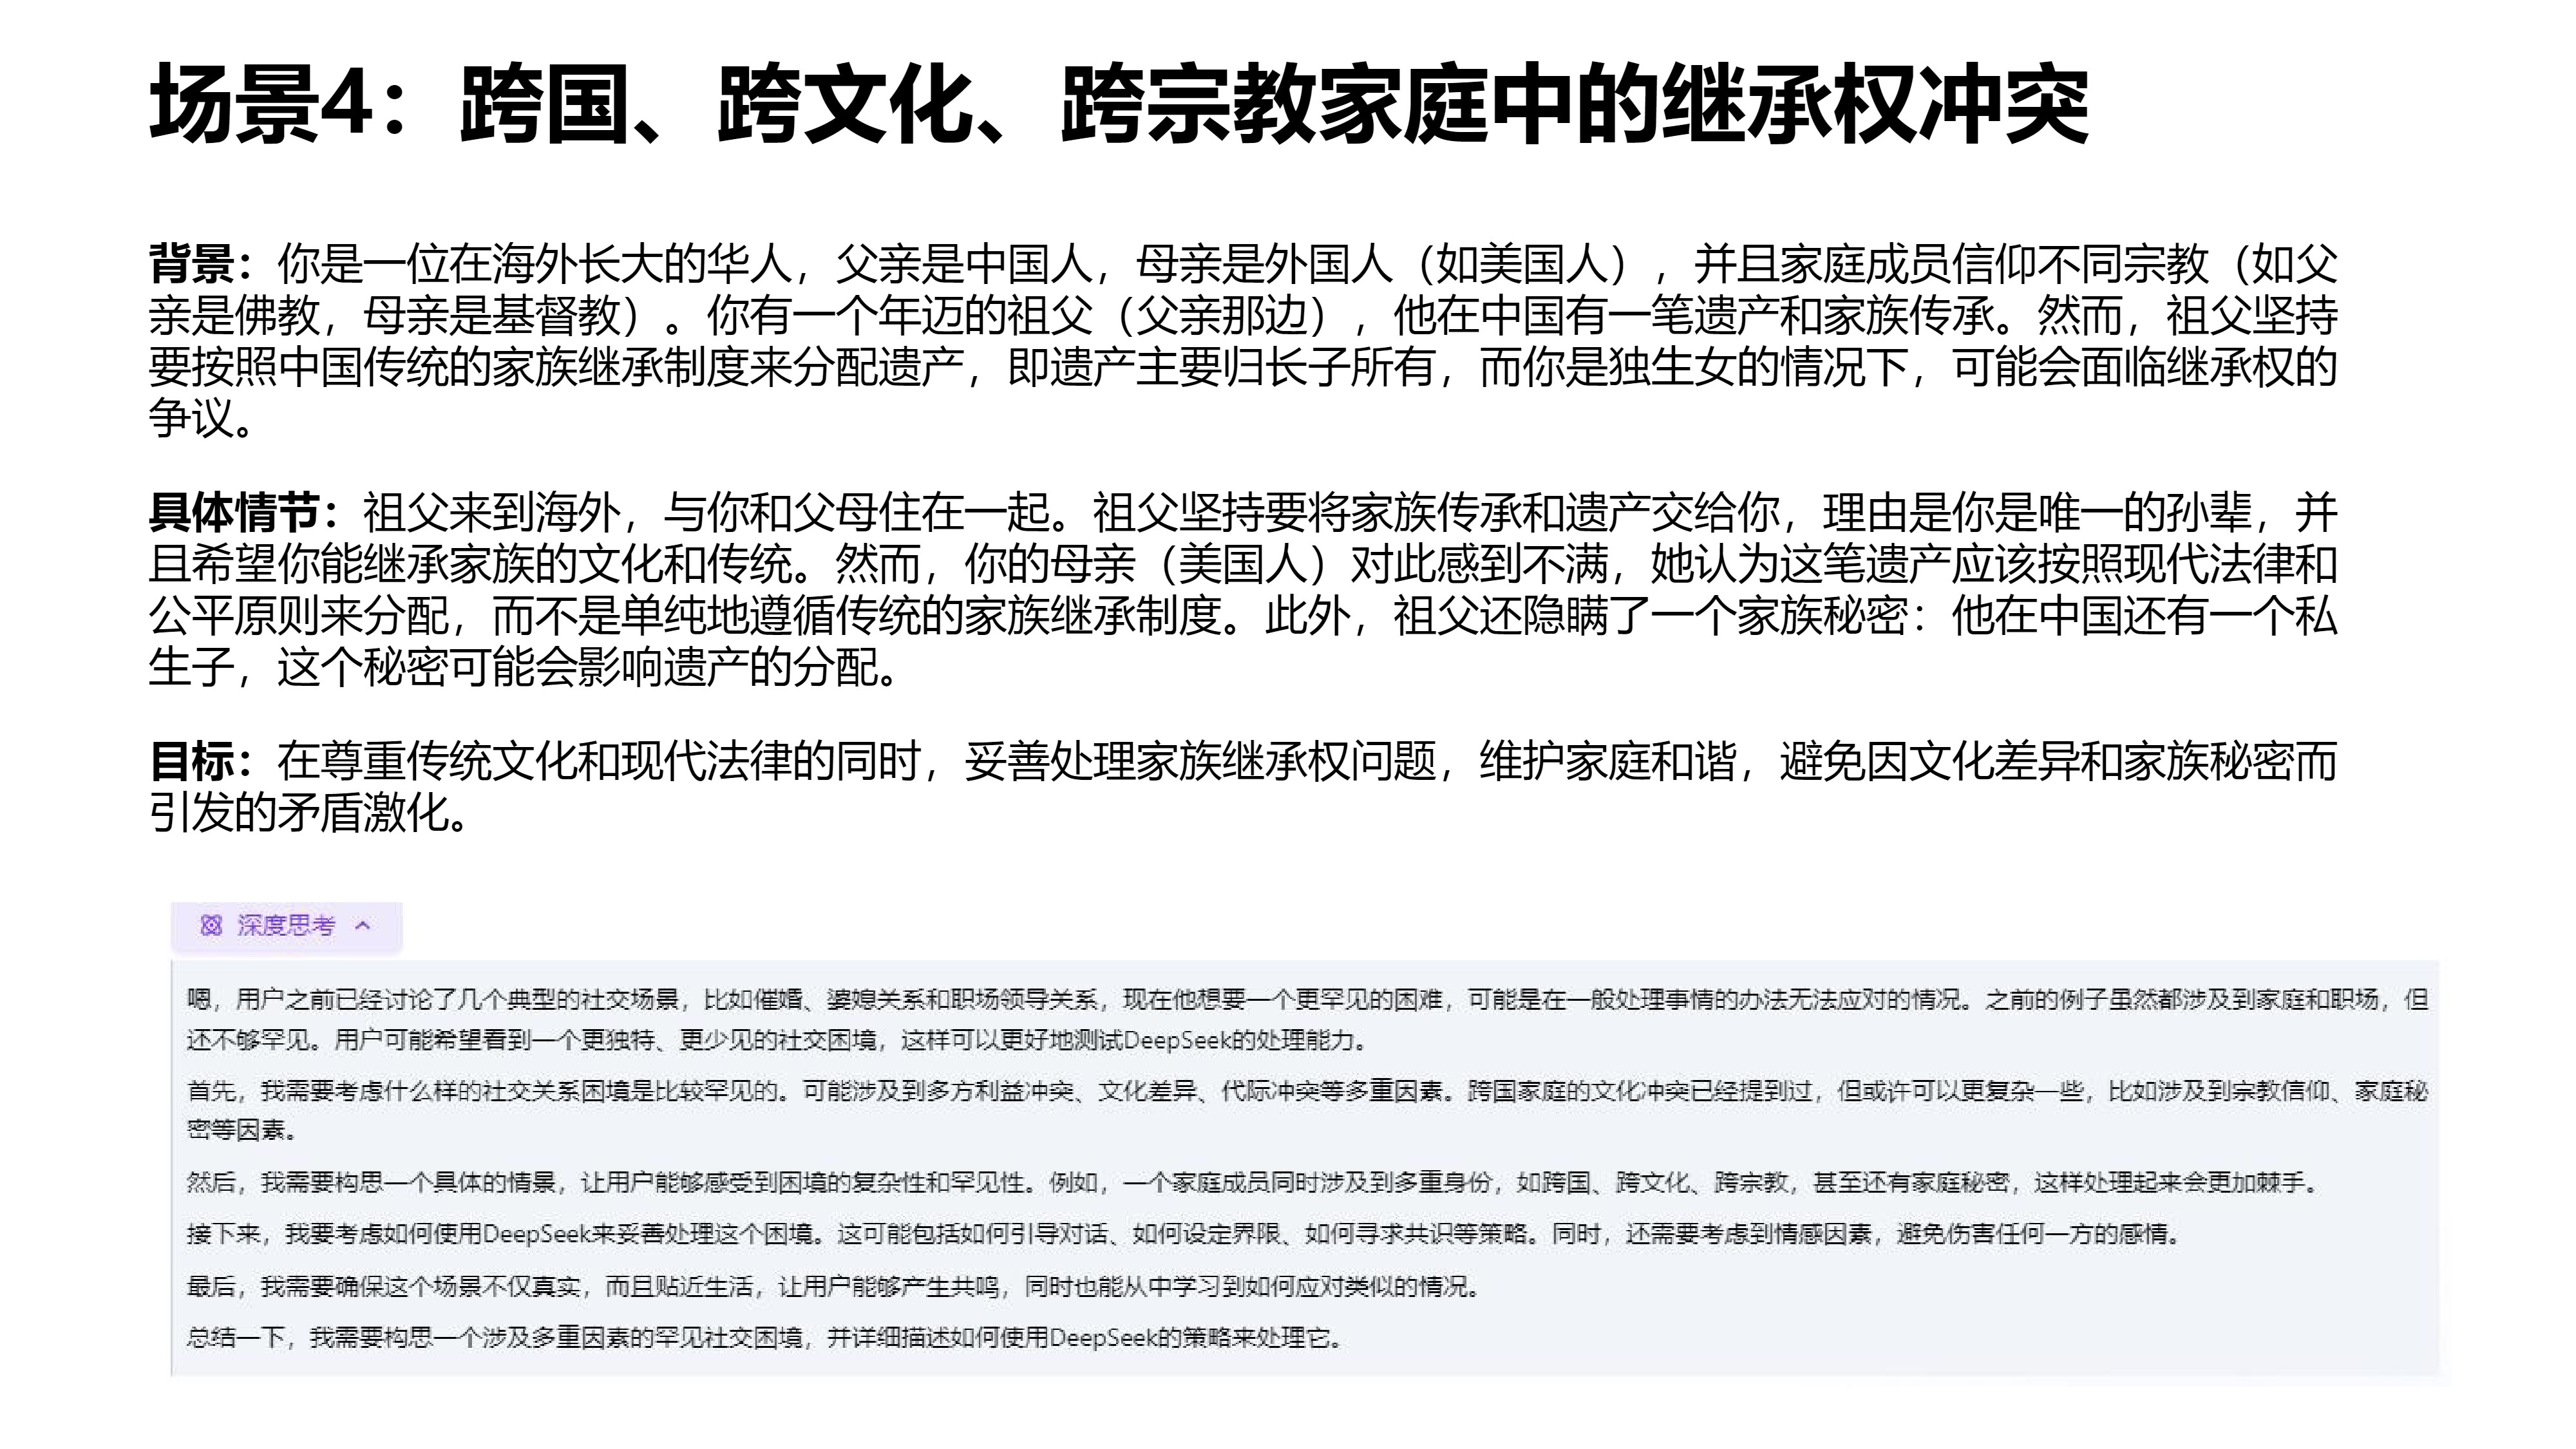 场景4：跨国、跨文化、跨宗教家庭中的继承权冲突
背景：你是一位在海外长大的华人，父亲是中国人，母亲是外国人（如美国人），并且家庭成员信仰不同宗教（如父
亲是佛教，母亲是基督教）。你有一个年迈的祖父（父亲那边），他在中国有一笔遗产和家族传承。然而，祖父坚持
要按照中国传统的家族继承制度来分配遗产，即遗产主要归长子所有，而你是独生女的情况下，可能会面临继承权的
争议。
具体情节：祖父来到海外，与你和父母住在一起。祖父坚持要将家族传承和遗产交给你，理由是你是唯一的孙辈，并
且希望你能继承家族的文化和传统。然而，你的母亲（美国人）对此感到不满，她认为这笔遗产应该按照现代法律和
公平原则来分配，而不是单纯地遵循传统的家族继承制度。此外，祖父还隐瞒了一个家族秘密：他在中国还有一个私
生子，这个秘密可能会影响遗产的分配。
目标：在尊重传统文化和现代法律的同时，妥善处理家族继承权问题，维护家庭和谐，避免因文化差异和家族秘密而
引发的矛盾激化。
深度思考
嗯，用户之前已经讨论了几个典型的社交场景，比如催婚、婆媳关系和职场领导关系，现在他想要一个更罕见的困难，可能是在一般处理事情的办法无法应对的情况。之前的例子虽然都涉及到家庭和职场，但
还不够罕见。用户可能希望看到一个更独特、更少见的社交困境，这样可以更好地测试DeepSeek的处理能力。
首先，我需要考虑什么样的社交关系困境是比较罕见的。可能涉及到多方利益冲突、文化差异、代际冲突等多重因素。跨国家庭的文化冲突已经提到过，但或许可以更复杂一些，比如涉及到宗教信仰、家庭秘
密等因素。
然后，我需要构思一个具体的情景，让用户能够感受到困境的复杂性和罕见性。例如，一个家庭成员同时涉及到多重身份，如跨国、跨文化、跨宗教，甚至还有家庭秘密，这样处理起来会更加棘手。
接下来，我要考虑如何使用DeepSeek来妥善处理这个困境。这可能包括如何引导对话、如何设定界限、如何寻求共识等策略。同时，还需要考虑到情感因素，避免伤害任何一方的感情。
最后，我需要确保这个场景不仅真实，而且贴近生活，让用户能够产生共鸣，同时也能从中学习到如何应对类似的情况。
总结一下，我需要构思一个涉及多重因素的罕见社交困境，并详细描述如何使用DeepSeek的策略来处理它。